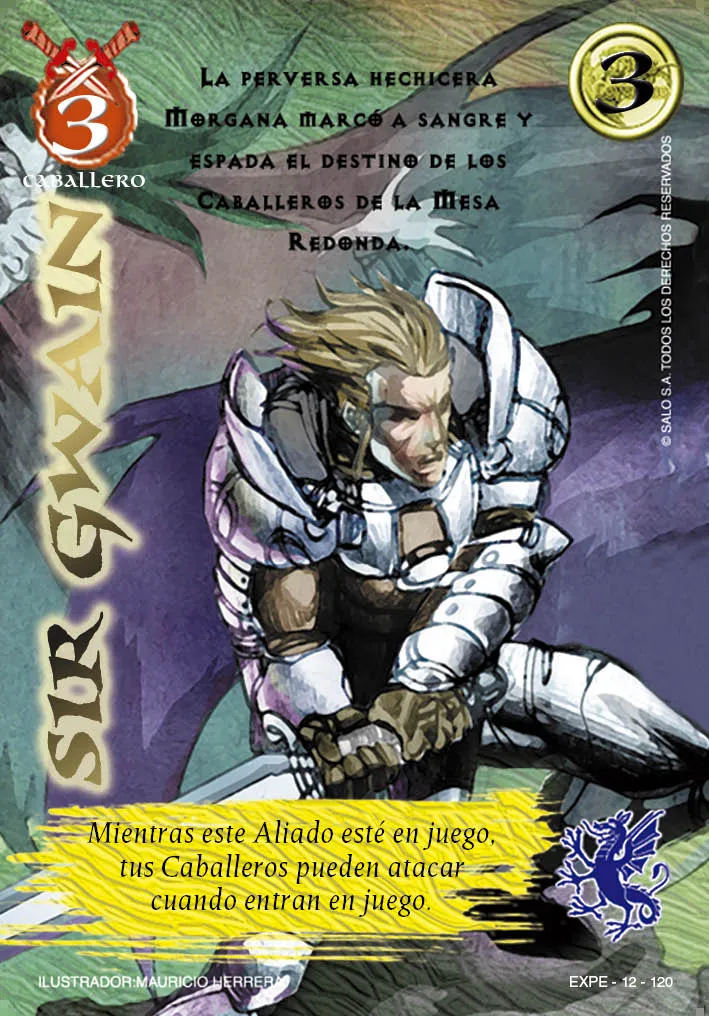 3
CABALLERO
La perversa hechicera
Morgana marcó a sangre y
espada el destino de los
Caballeros de la Mesa
Redonda.
3
© SALO S.A. TODOS LOS DERECHOS RESERVADOS
SIR GWAIN
Mientras este Aliado esté en juego,
tus Caballeros pueden atacar
cuando entran en juego.
ILUSTRADOR:MAURICIO HERRERA
EXPE - 12 - 120